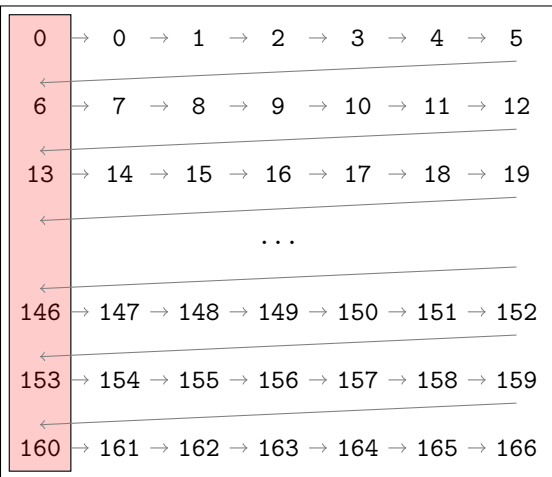 0 → 0 → 1 → 2 → 3 → 4 → 5
6 → 7 → 8 → 9 → 10 → 11 → 12
13 → 14 → 15 → 16 → 17 → 18 → 19
...
146 → 147 → 148 → 149 → 150 → 151 → 152
153 → 154 → 155 → 156 → 157 → 158 → 159
160 → 161 → 162 → 163 → 164 → 165 → 166